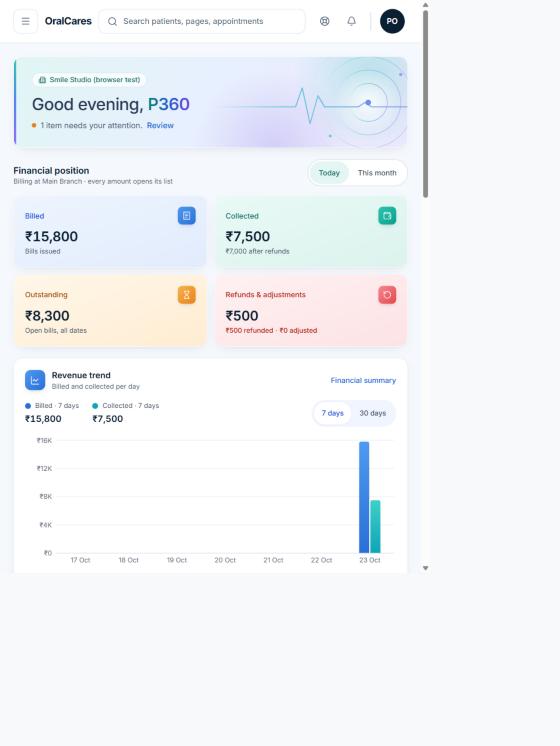 OralCares
Search patients, pages, appointments
PO
Smile Studio (browser test)
Good evening, P360
1 item needs your attention. Review
Financial position
Billing at Main Branch · every amount opens its list
Today
This month
Billed
₹15,800
Bills issued
Collected
₹7,500
₹7,000 after refunds
Outstanding
₹8,300
Open bills, all dates
Refunds & adjustments
₹500
₹500 refunded · ₹0 adjusted
Revenue trend
Billed and collected per day
Financial summary
Billed · 7 days
₹15,800
Collected · 7 days
₹7,500
7 days
30 days
₹16K
₹12K
₹8K
₹4K
₹0
17 Oct 18 Oct 19 Oct 20 Oct 21 Oct 22 Oct 23 Oct